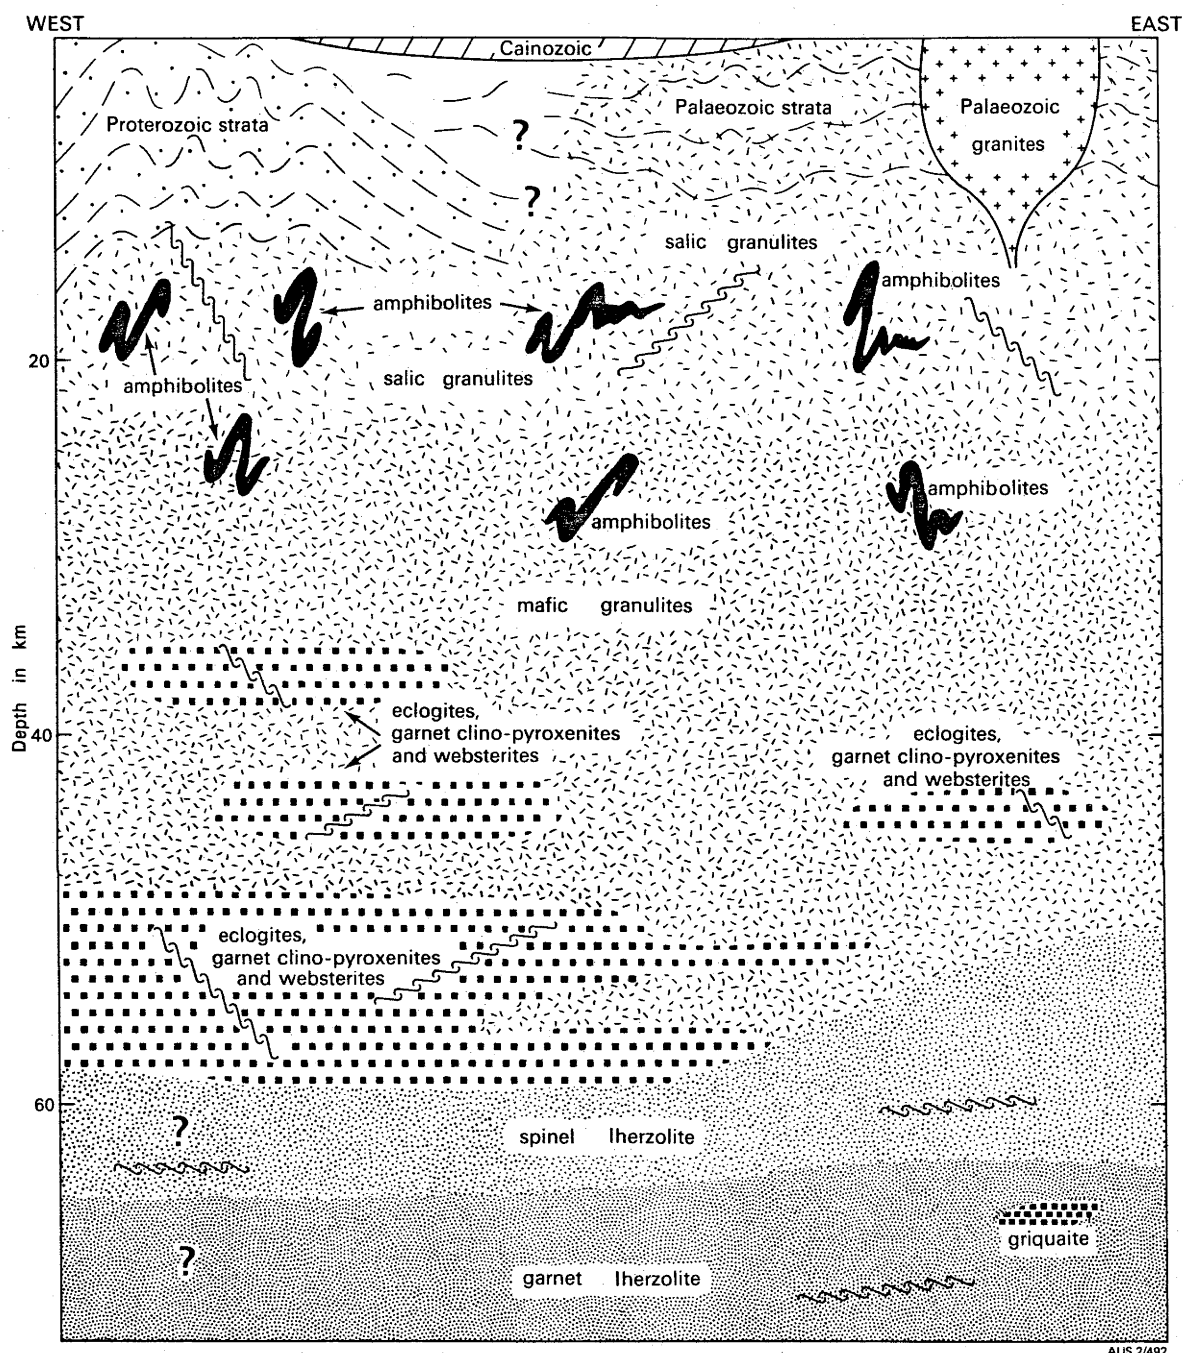 WEST
EAST
Cainozoic
Proterozoic strata
Palaeozoic strata
Palaeozoic
granites
?
?
salic granulites
amphibolites
amphibolites
20
amphibolites
salic granulites
amphibolites
amphibolites
mafic granulites
Depth in km
40
eclogites,
garnet clino-pyroxenites
and websterites
eclogites,
garnet clino-pyroxenites
and websterites
eclogites,
garnet clino-pyroxenites
and websterites
60
?
spinel lherzolite
griquaite
?
garnet lherzolite
AUS 2/492